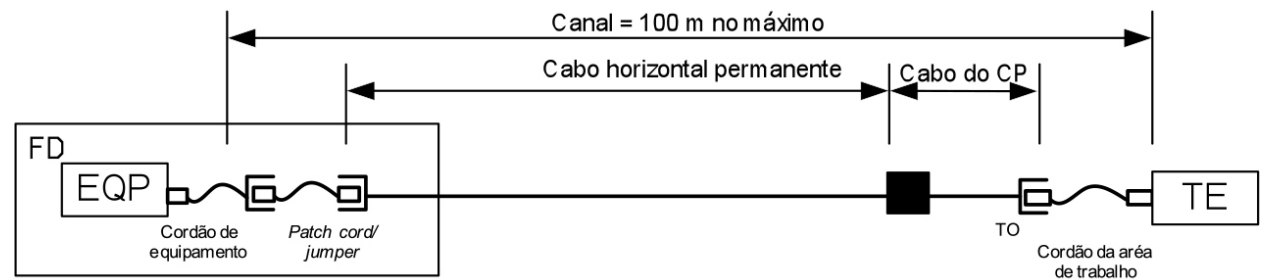 Canal = 100 m no máximo
Cabo horizontal permanente
Cabo do CP
FD
EQP
TE
Cordão de
equipamento
Patch cord/
jumper
TO
Cordão da aréa
de trabalho